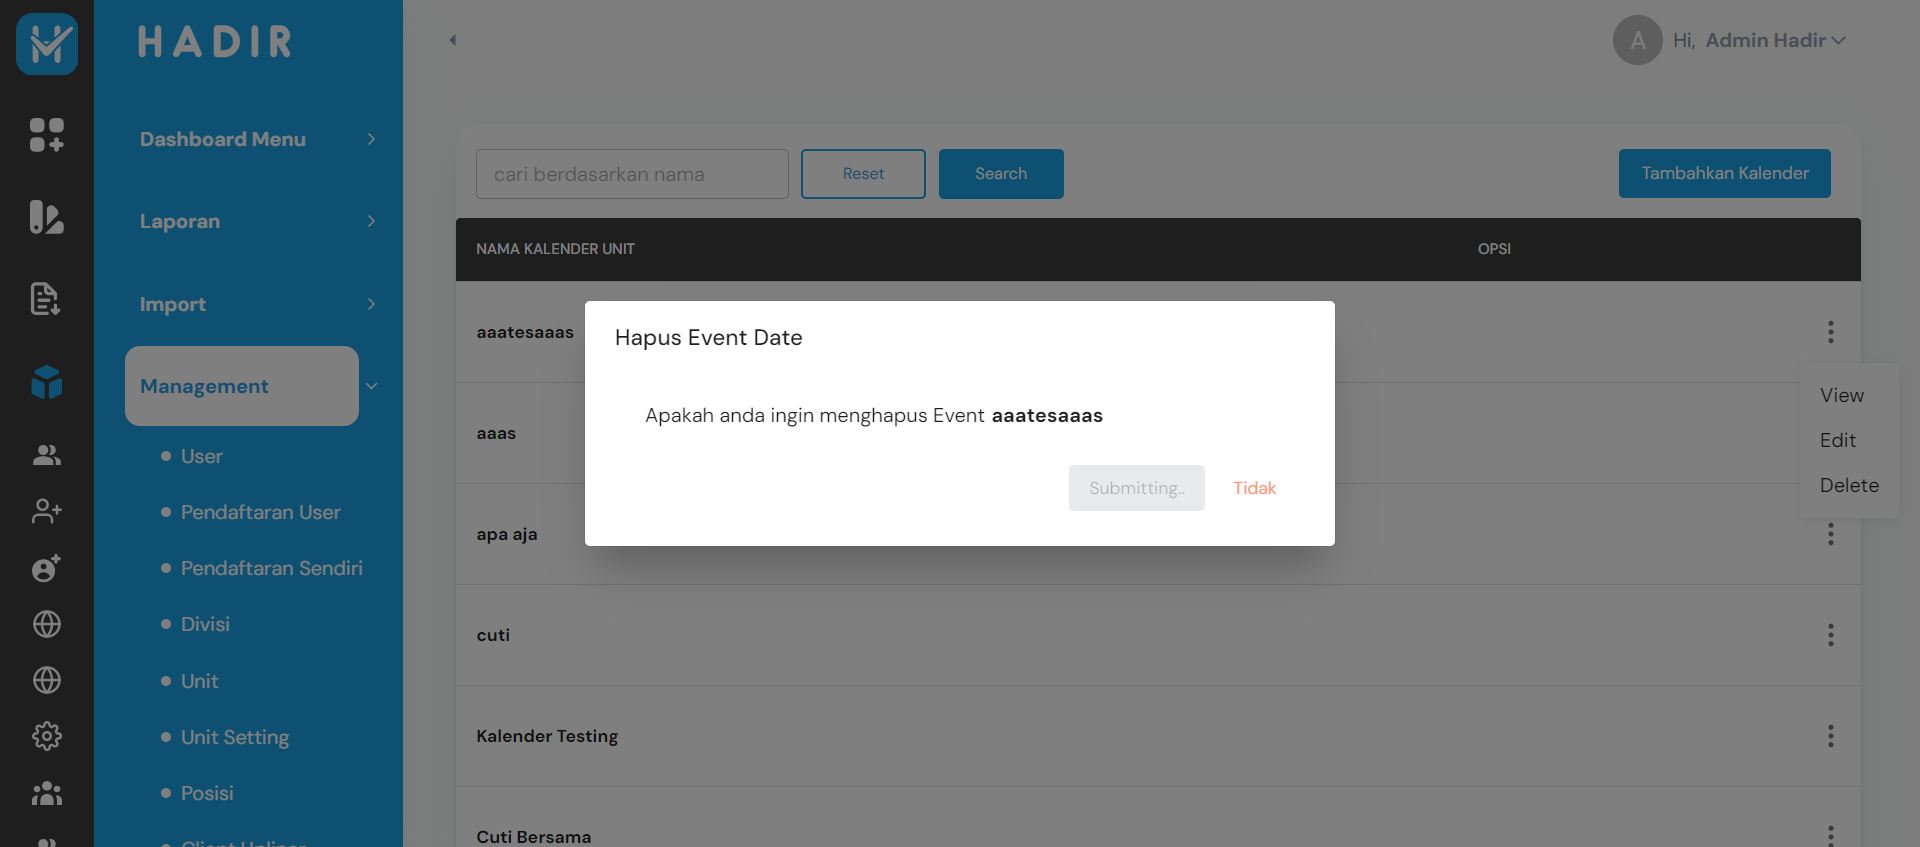 HADIR
A Hi, Admin Hadir
Dashboard Menu
Laporan
Import
Management
User
Pendaftaran User
Pendaftaran Sendiri
Divisi
Unit
Unit Setting
Posisi
cari berdasarkan nama
Reset
Search
Tambahkan Kalender
NAMA KALENDER UNIT OPSI
aaatesaaas
aaas
apa aja
cuti
Kalender Testing
Cuti Bersama
View
Edit
Delete
Hapus Event Date
Apakah anda ingin menghapus Event aaatesaaas
Submitting..
Tidak